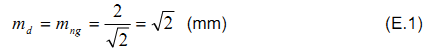 m_d = m_ng = 2/√2 = √2 (mm) (E.1)